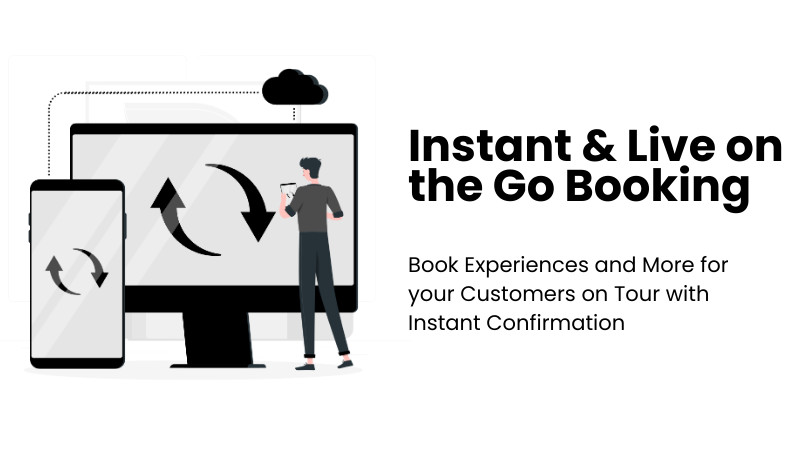 Instant & Live on
the Go Booking
Book Experiences and More for
your Customers on Tour with
Instant Confirmation